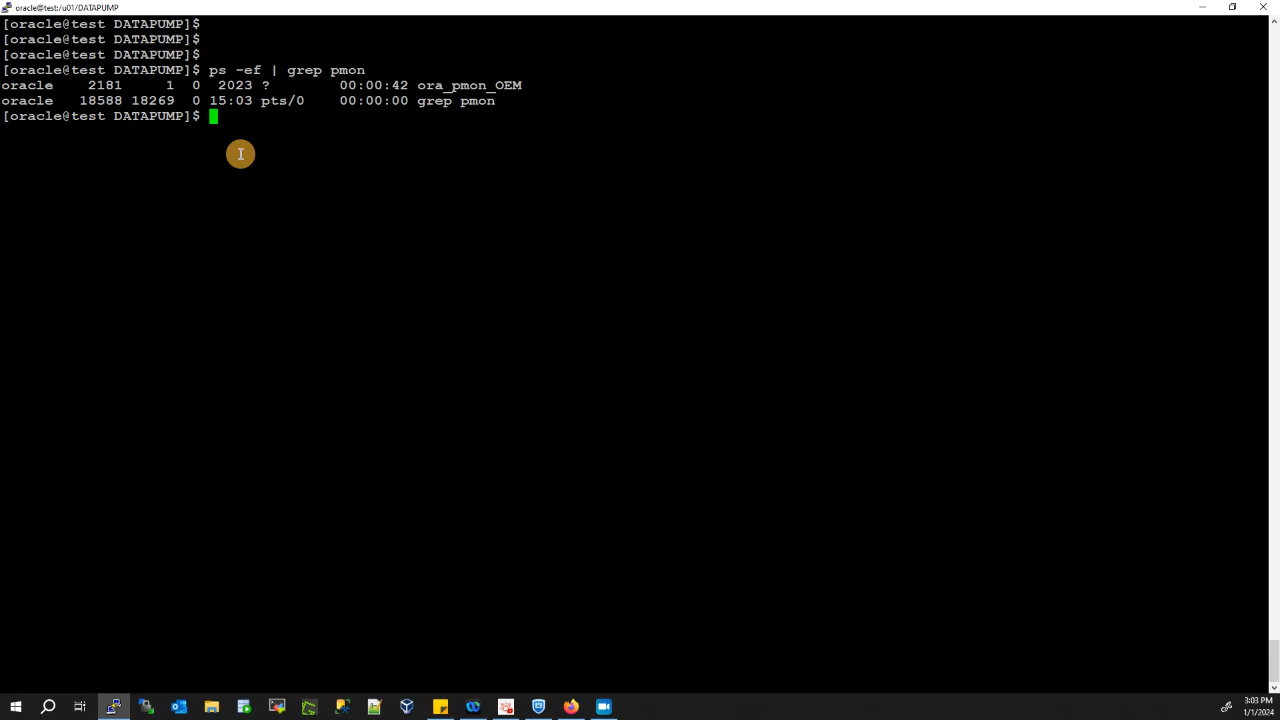 oracle@test:/u01/DATAPUMP
[oracle@test DATAPUMP]$
[oracle@test DATAPUMP]$
[oracle@test DATAPUMP]$
[oracle@test DATAPUMP]$ ps -ef | grep pmon
oracle    2181     1  0  2023 ?        00:00:42 ora_pmon_OEM
oracle   18588 18269  0 15:03 pts/0    00:00:00 grep pmon
[oracle@test DATAPUMP]$
3:03 PM
1/1/2024